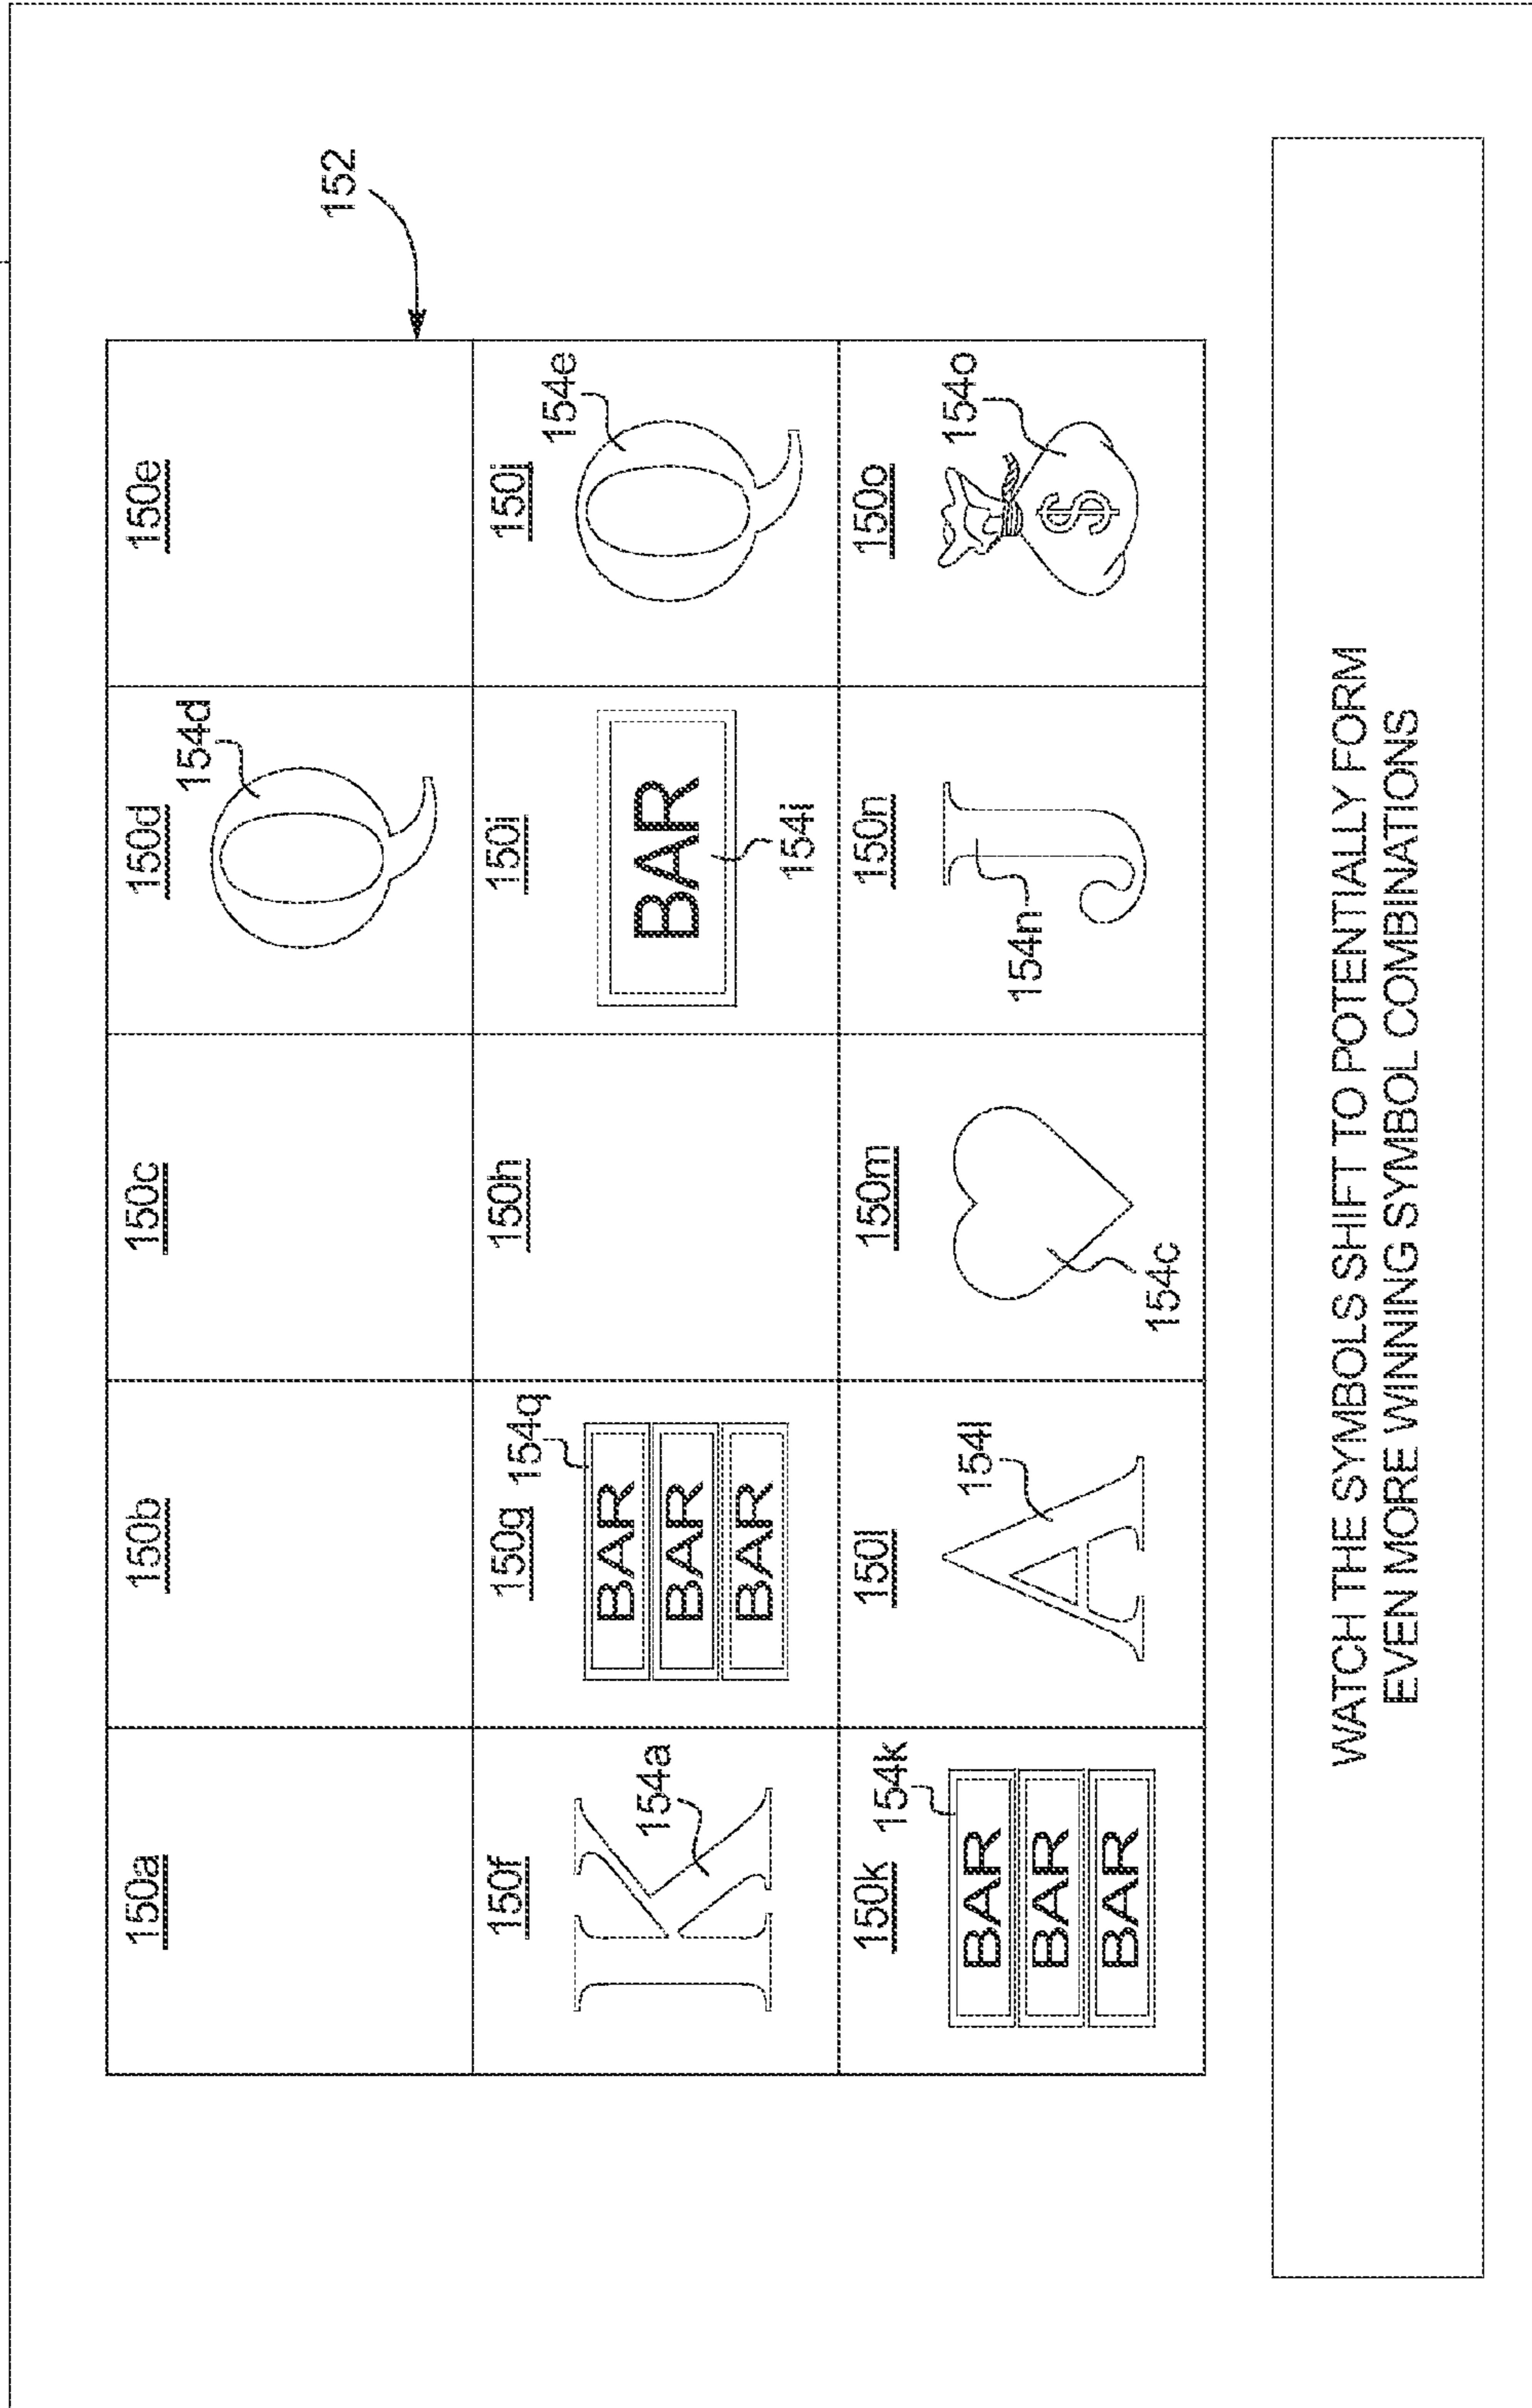 152
150a
150b
150c
150d
154d
150e
150f
154a
150g
154q
BAR
BAR
BAR
150h
150i
BAR
154i
150j
154e
150k
154k
BAR
BAR
BAR
150l
154l
A
150m
154c
150n
154n
J
150o
154o
$
K
Q
Q
WATCH THE SYMBOLS SHIFT TO POTENTIALLY FORM
EVEN MORE WINNING SYMBOL COMBINATIONS